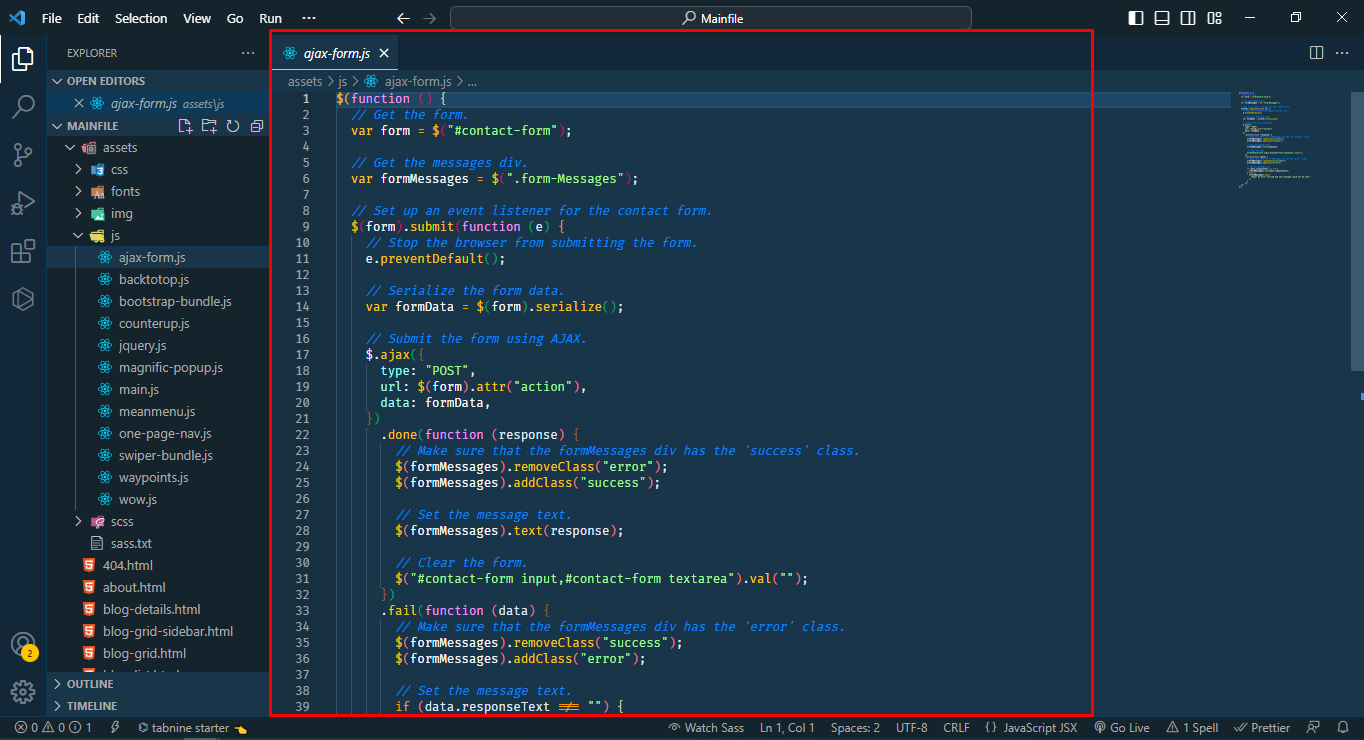 File Edit Selection View Go Run ··· Mainfile
EXPLORER ···
OPEN EDITORS
ajax-form.js assets\js
MAINFILE
assets
css
fonts
img
js
ajax-form.js
backtotop.js
bootstrap-bundle.js
counterup.js
jquery.js
magnific-popup.js
main.js
meanmenu.js
one-page-nav.js
swiper-bundle.js
waypoints.js
wow.js
scss
sass.txt
404.html
about.html
blog-details.html
blog-grid-sidebar.html
blog-grid.html
OUTLINE
TIMELINE
ajax-form.js
assets > js > ajax-form.js > ...
1 $(function () {
2 // Get the form.
3 var form = $("#contact-form");
4
5 // Get the messages div.
6 var formMessages = $(".form-Messages");
7
8 // Set up an event listener for the contact form.
9 $(form).submit(function (e) {
10 // Stop the browser from submitting the form.
11 e.preventDefault();
12
13 // Serialize the form data.
14 var formData = $(form).serialize();
15
16 // Submit the form using AJAX.
17 $.ajax({
18 type: "POST",
19 url: $(form).attr("action"),
20 data: formData,
21 })
22 .done(function (response) {
23 // Make sure that the formMessages div has the 'success' class.
24 $(formMessages).removeClass("error");
25 $(formMessages).addClass("success");
26
27 // Set the message text.
28 $(formMessages).text(response);
29
30 // Clear the form.
31 $("#contact-form input,#contact-form textarea").val("");
32 })
33 .fail(function (data) {
34 // Make sure that the formMessages div has the 'error' class.
35 $(formMessages).removeClass("success");
36 $(formMessages).addClass("error");
37
38 // Set the message text.
39 if (data.responseText !== "") {
2
0 0 1 tabnine starter Watch Sass Ln 1, Col 1 Spaces: 2 UTF-8 CRLF {} JavaScript JSX Go Live 1 Spell Prettier